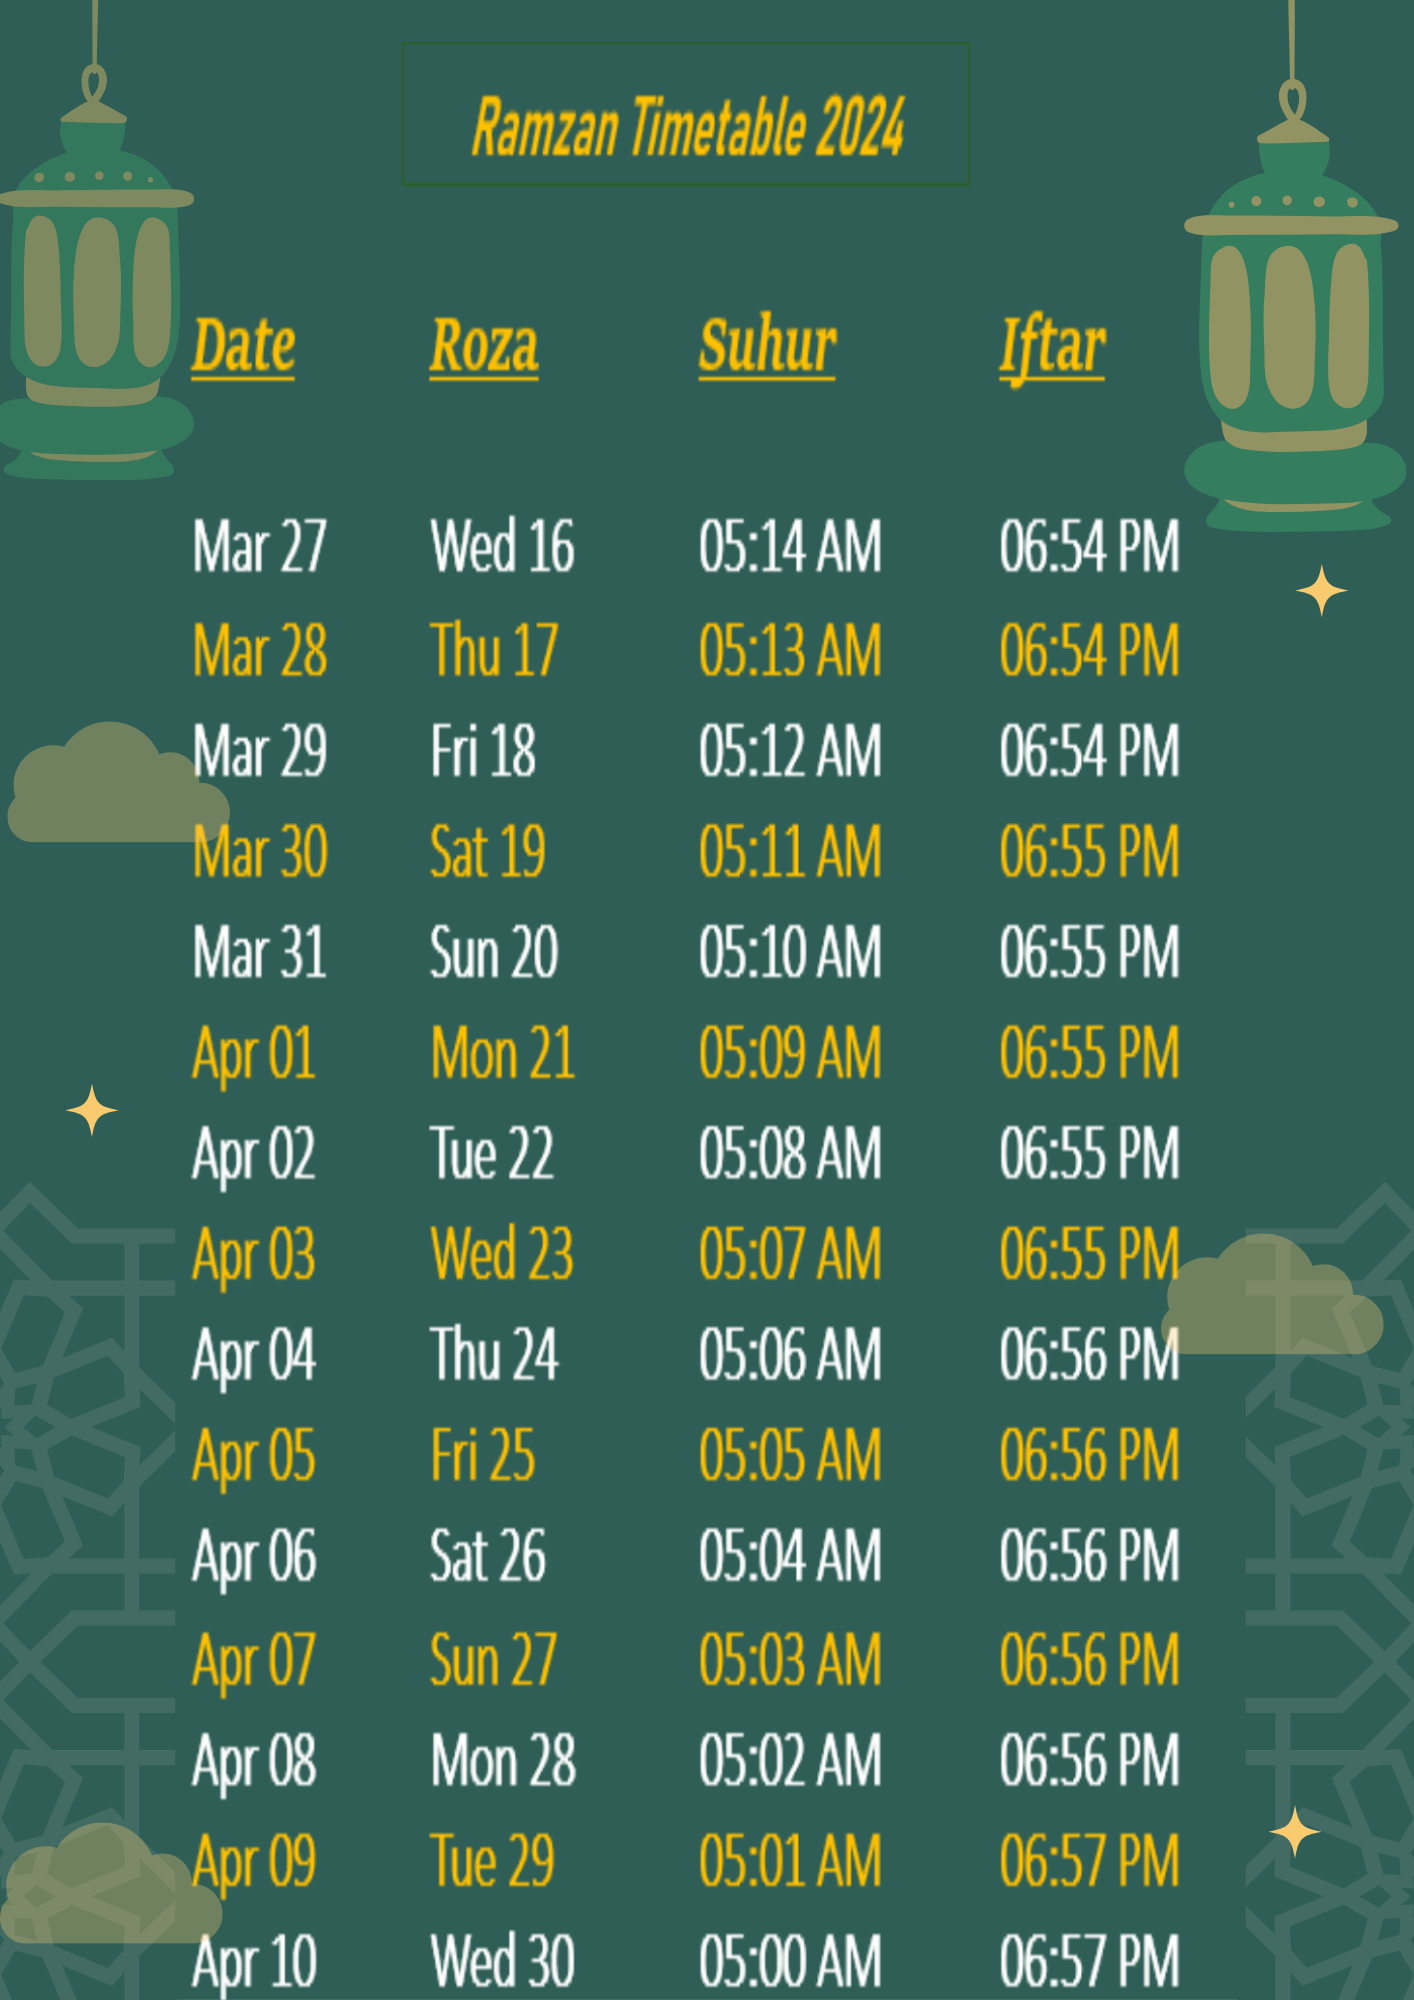 Ramzan Timetable 2024
Date Roza Suhur Iftar
Mar 27 Wed 16 05:14 AM 06:54 PM
Mar 28 Thu 17 05:13 AM 06:54 PM
Mar 29 Fri 18 05:12 AM 06:54 PM
Mar 30 Sat 19 05:11 AM 06:55 PM
Mar 31 Sun 20 05:10 AM 06:55 PM
Apr 01 Mon 21 05:09 AM 06:55 PM
Apr 02 Tue 22 05:08 AM 06:55 PM
Apr 03 Wed 23 05:07 AM 06:55 PM
Apr 04 Thu 24 05:06 AM 06:56 PM
Apr 05 Fri 25 05:05 AM 06:56 PM
Apr 06 Sat 26 05:04 AM 06:56 PM
Apr 07 Sun 27 05:03 AM 06:56 PM
Apr 08 Mon 28 05:02 AM 06:56 PM
Apr 09 Tue 29 05:01 AM 06:57 PM
Apr 10 Wed 30 05:00 AM 06:57 PM